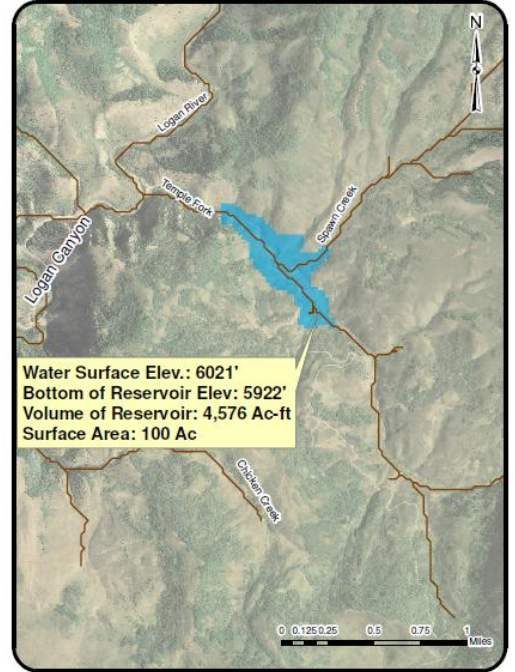 N
Logan River
Temple Fork
Spawn Creek
Logan Canyon
Water Surface Elev.: 6021'
Bottom of Reservoir Elev: 5922'
Volume of Reservoir: 4,576 Ac-ft
Surface Area: 100 Ac
Chicken Creek
0 0.125 0.25 0.5 0.75 1
Miles